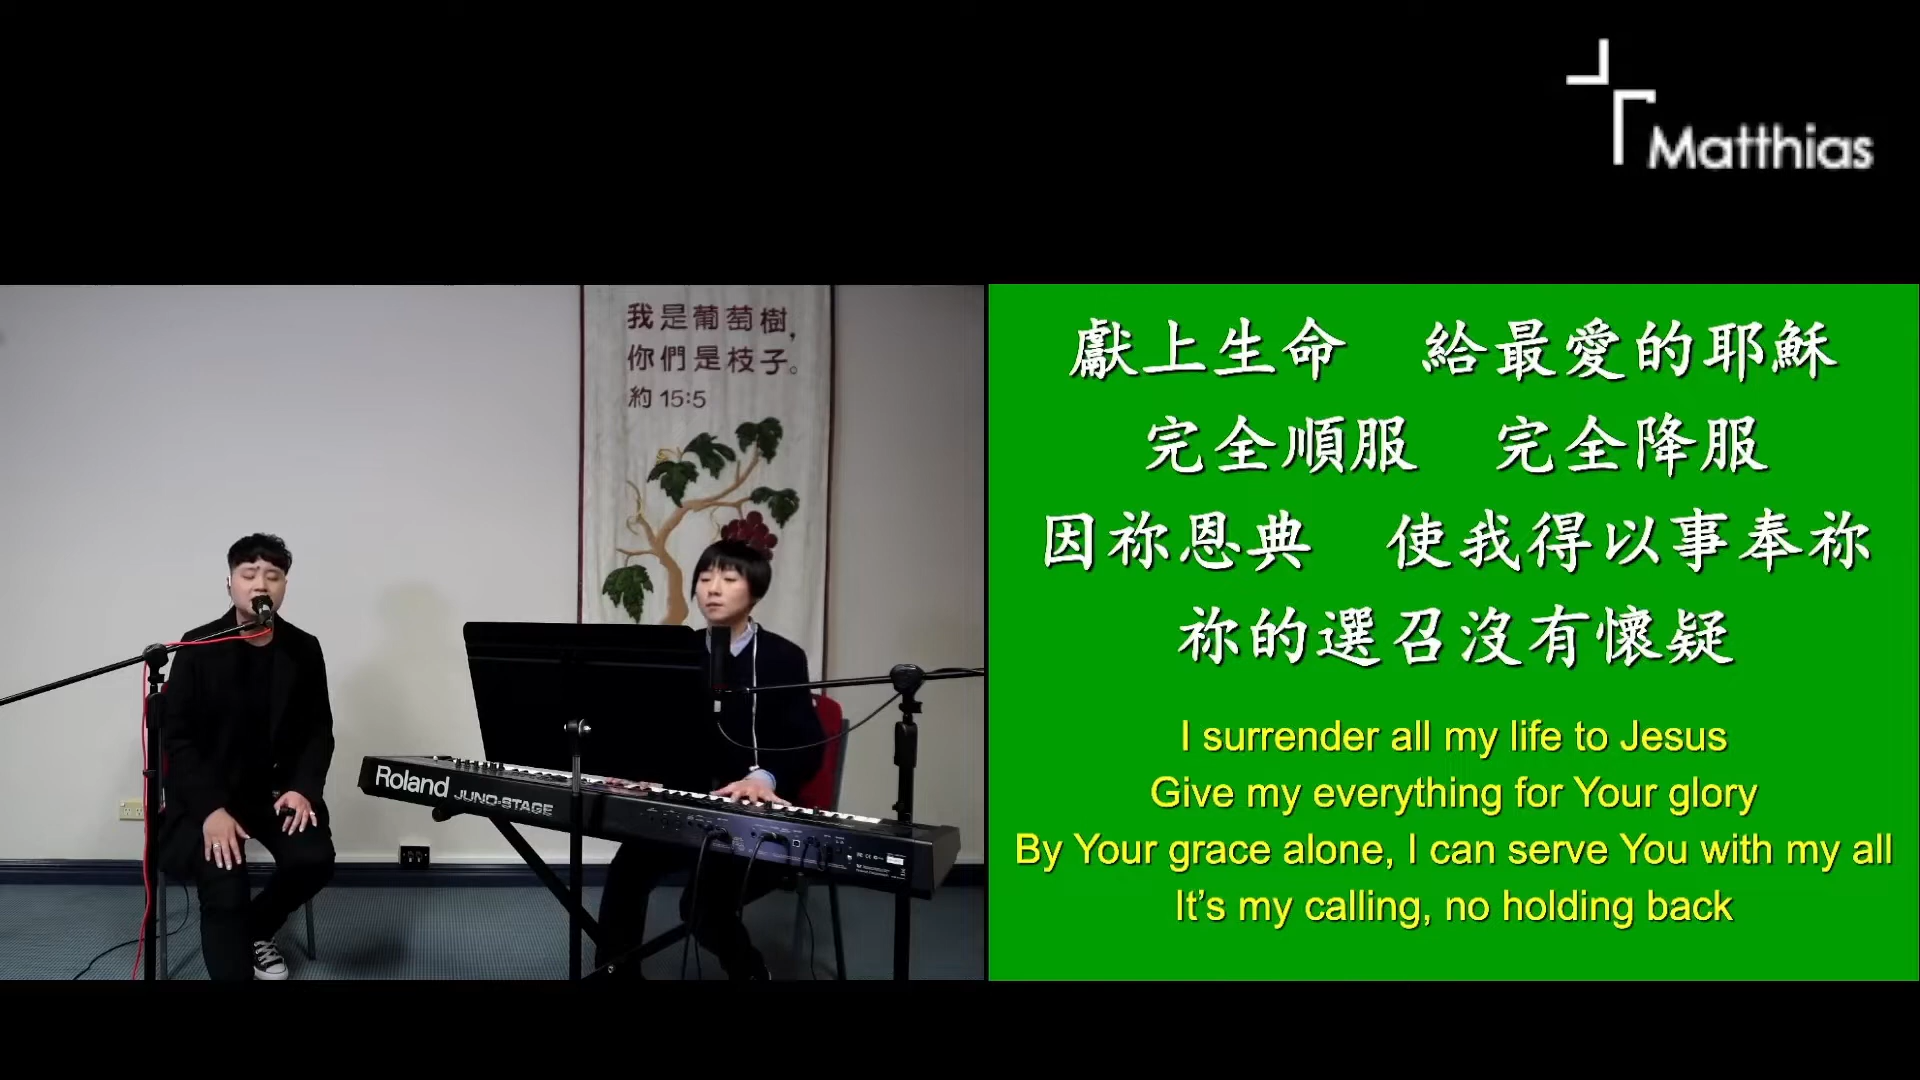 Matthias
我是葡萄樹,
你們是枝子。
約 15:5
Roland JUNO-STAGE
獻上生命　給最愛的耶穌
完全順服　完全降服
因祢恩典　使我得以事奉祢
祢的選召沒有懷疑
I surrender all my life to Jesus
Give my everything for Your glory
By Your grace alone, I can serve You with my all
It’s my calling, no holding back